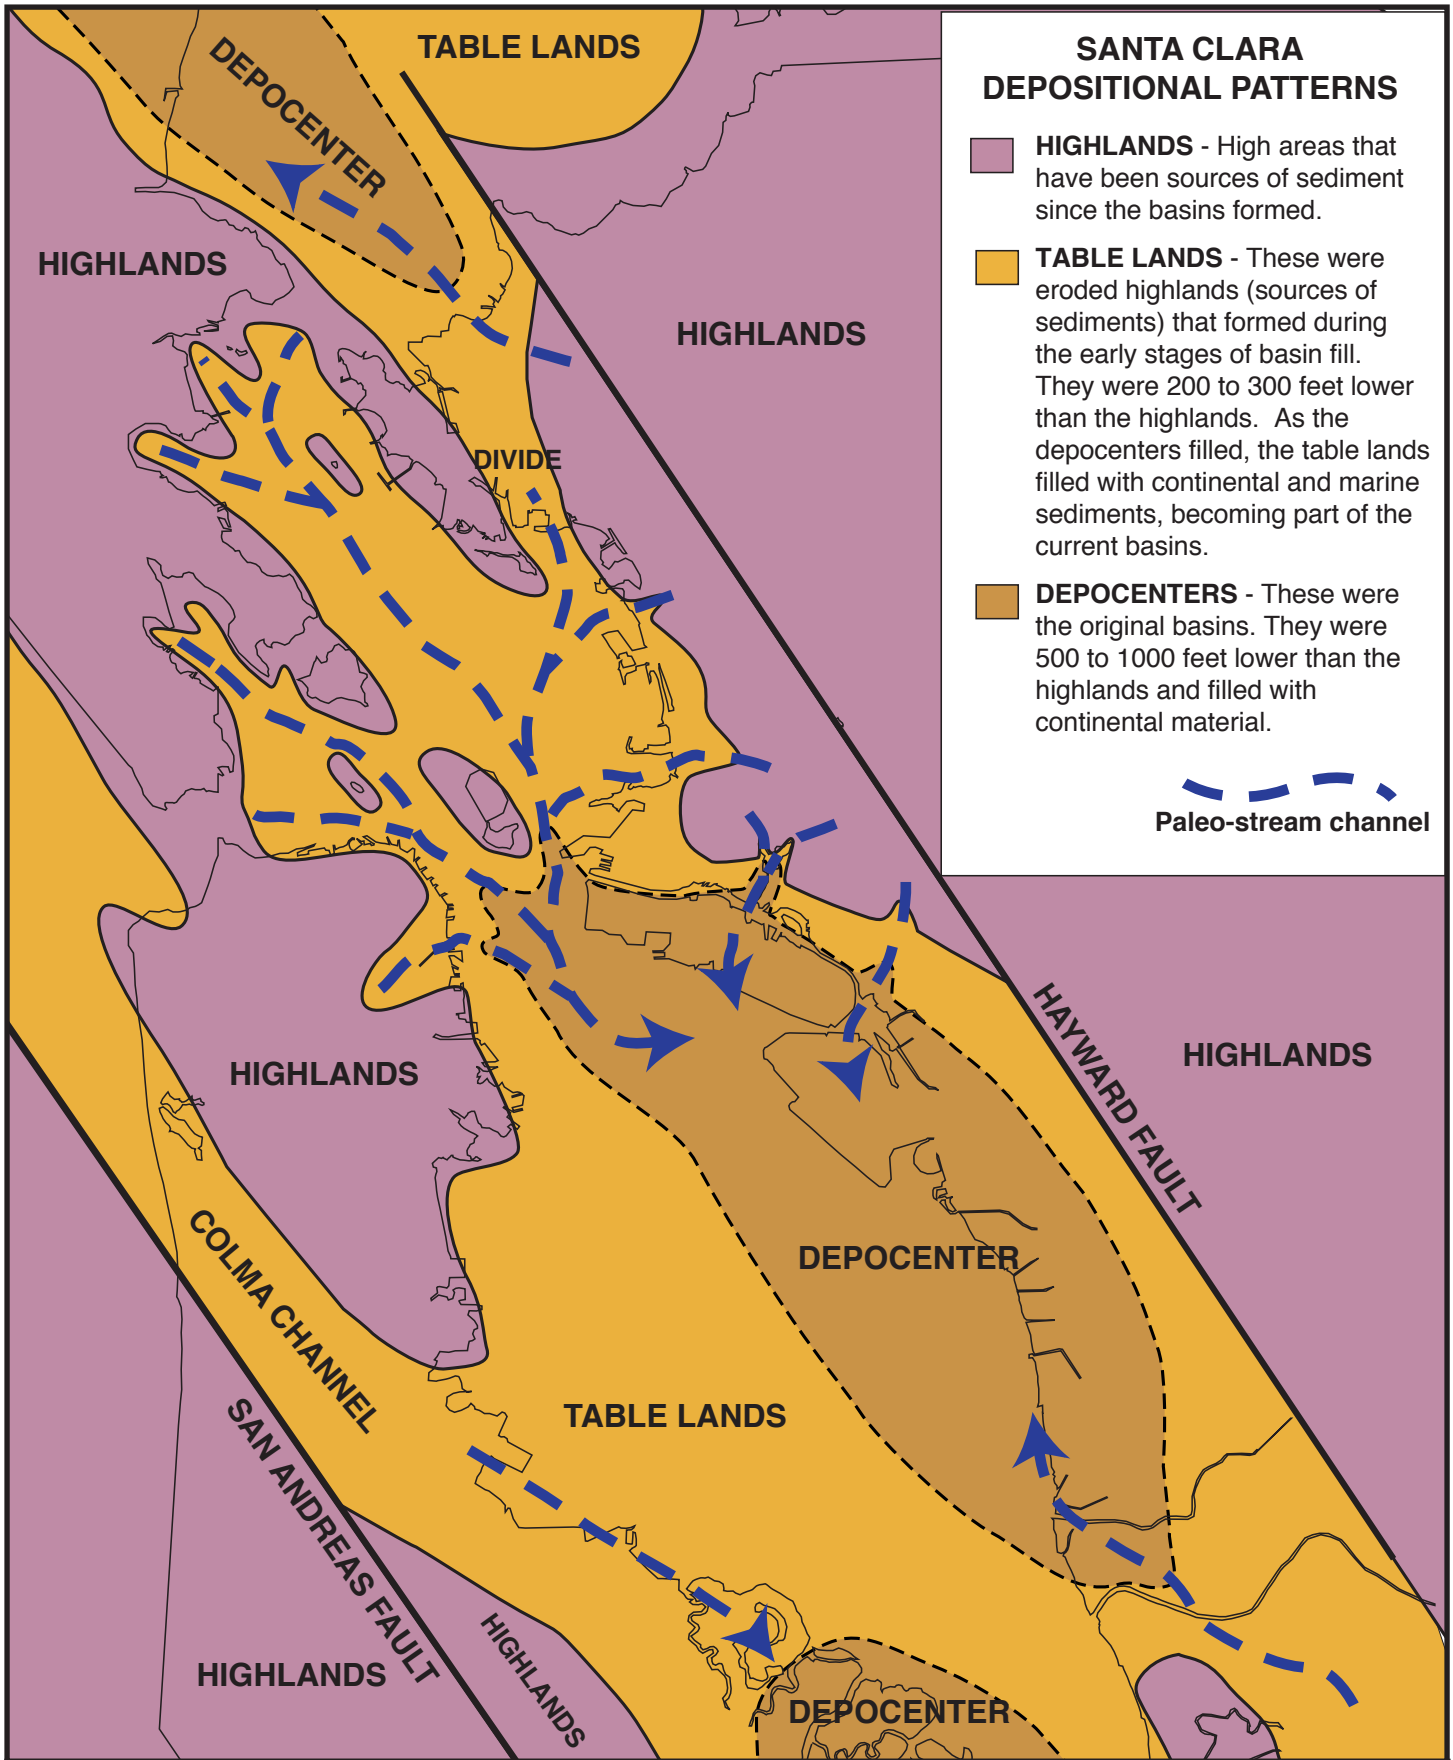 TABLE LANDS
DEPOCENTER
HIGHLANDS
HIGHLANDS
DIVIDE
SANTA CLARA
DEPOSITIONAL PATTERNS
HIGHLANDS - High areas that
have been sources of sediment
since the basins formed.
TABLE LANDS - These were
eroded highlands (sources of
sediments) that formed during
the early stages of basin fill.
They were 200 to 300 feet lower
than the highlands.  As the
depocenters filled, the table lands
filled with continental and marine
sediments, becoming part of the
current basins.
DEPOCENTERS - These were
the original basins. They were
500 to 1000 feet lower than the
highlands and filled with
continental material.
Paleo-stream channel
HAYWARD FAULT
HIGHLANDS
HIGHLANDS
COLMA CHANNEL
DEPOCENTER
TABLE LANDS
SAN ANDREAS FAULT
HIGHLANDS
HIGHLANDS
DEPOCENTER